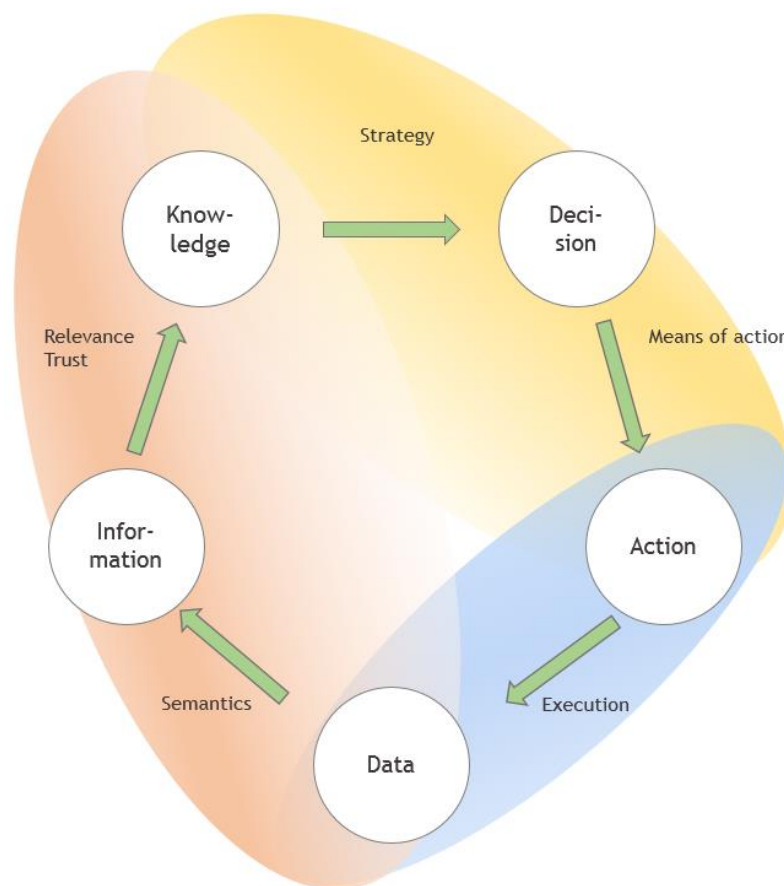 Strategy
Know-
ledge
Deci-
sion
Relevance
Trust
Means of action
Infor-
mation
Action
Semantics
Execution
Data